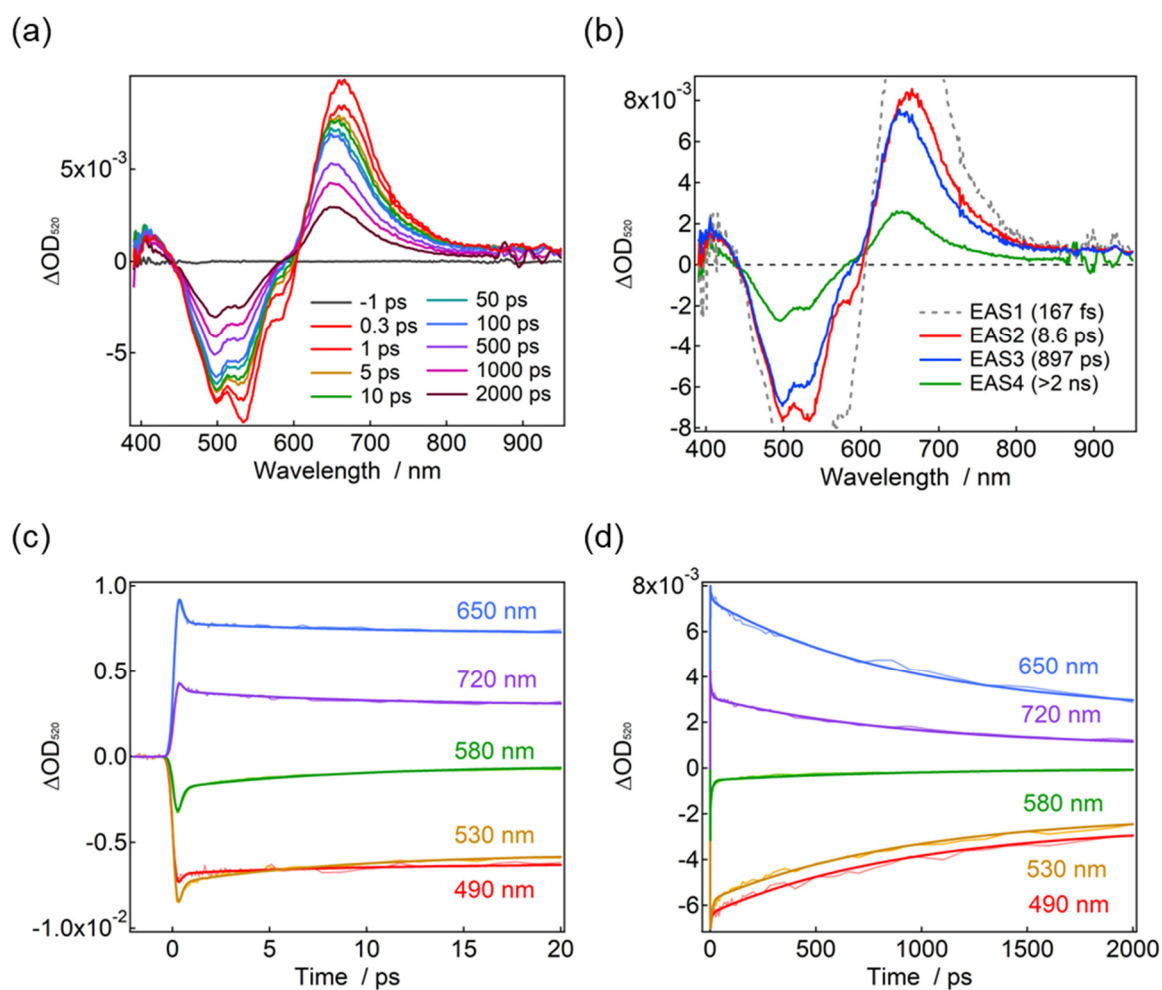 (a)
ΔOD520
5x10-3
0
-5
400 500 600 700 800 900
Wavelength / nm
-1 ps
0.3 ps
1 ps
5 ps
10 ps
50 ps
100 ps
500 ps
1000 ps
2000 ps
(b)
ΔOD520
8x10-3
6
4
2
0
-2
-4
-6
-8
400 500 600 700 800 900
Wavelength / nm
EAS1 (167 fs)
EAS2 (8.6 ps)
EAS3 (897 ps)
EAS4 (>2 ns)
(c)
ΔOD520
1.0
0.5
0.0
-0.5
-1.0x10-2
0 5 10 15 20
Time / ps
650 nm
720 nm
580 nm
530 nm
490 nm
(d)
ΔOD520
8x10-3
6
4
2
0
-2
-4
-6
0 500 1000 1500 2000
Time / ps
650 nm
720 nm
580 nm
530 nm
490 nm